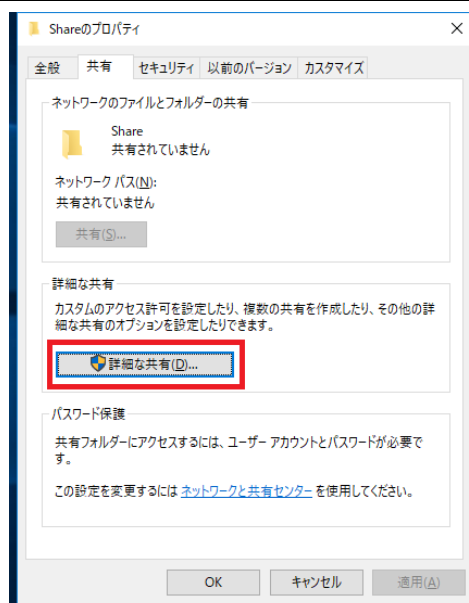 Shareのプロパティ
全般 共有 セキュリティ 以前のバージョン カスタマイズ
ネットワークのファイルとフォルダーの共有
Share
共有されていません
ネットワーク パス(N):
共有されていません
共有(S)...
詳細な共有
カスタムのアクセス許可を設定したり、複数の共有を作成したり、その他の詳
細な共有のオプションを設定したりできます。
詳細な共有(D)...
パスワード保護
共有フォルダーにアクセスするには、ユーザー アカウントとパスワードが必要で
す。
この設定を変更するには ネットワークと共有センター を使用してください。
OK キャンセル 適用(A)